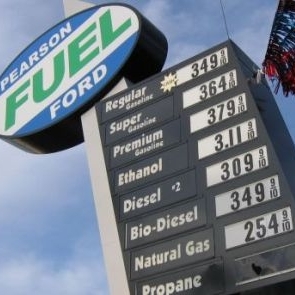 PEARSON
FUEL
FORD
Regular Gasoline 349 9/10
Super Gasoline 364 9/10
Premium Gasoline 379 9/10
Ethanol 3.11 9/10
Diesel #2 309 9/10
Bio-Diesel 349 9/10
Natural Gas 254 9/10
Propane